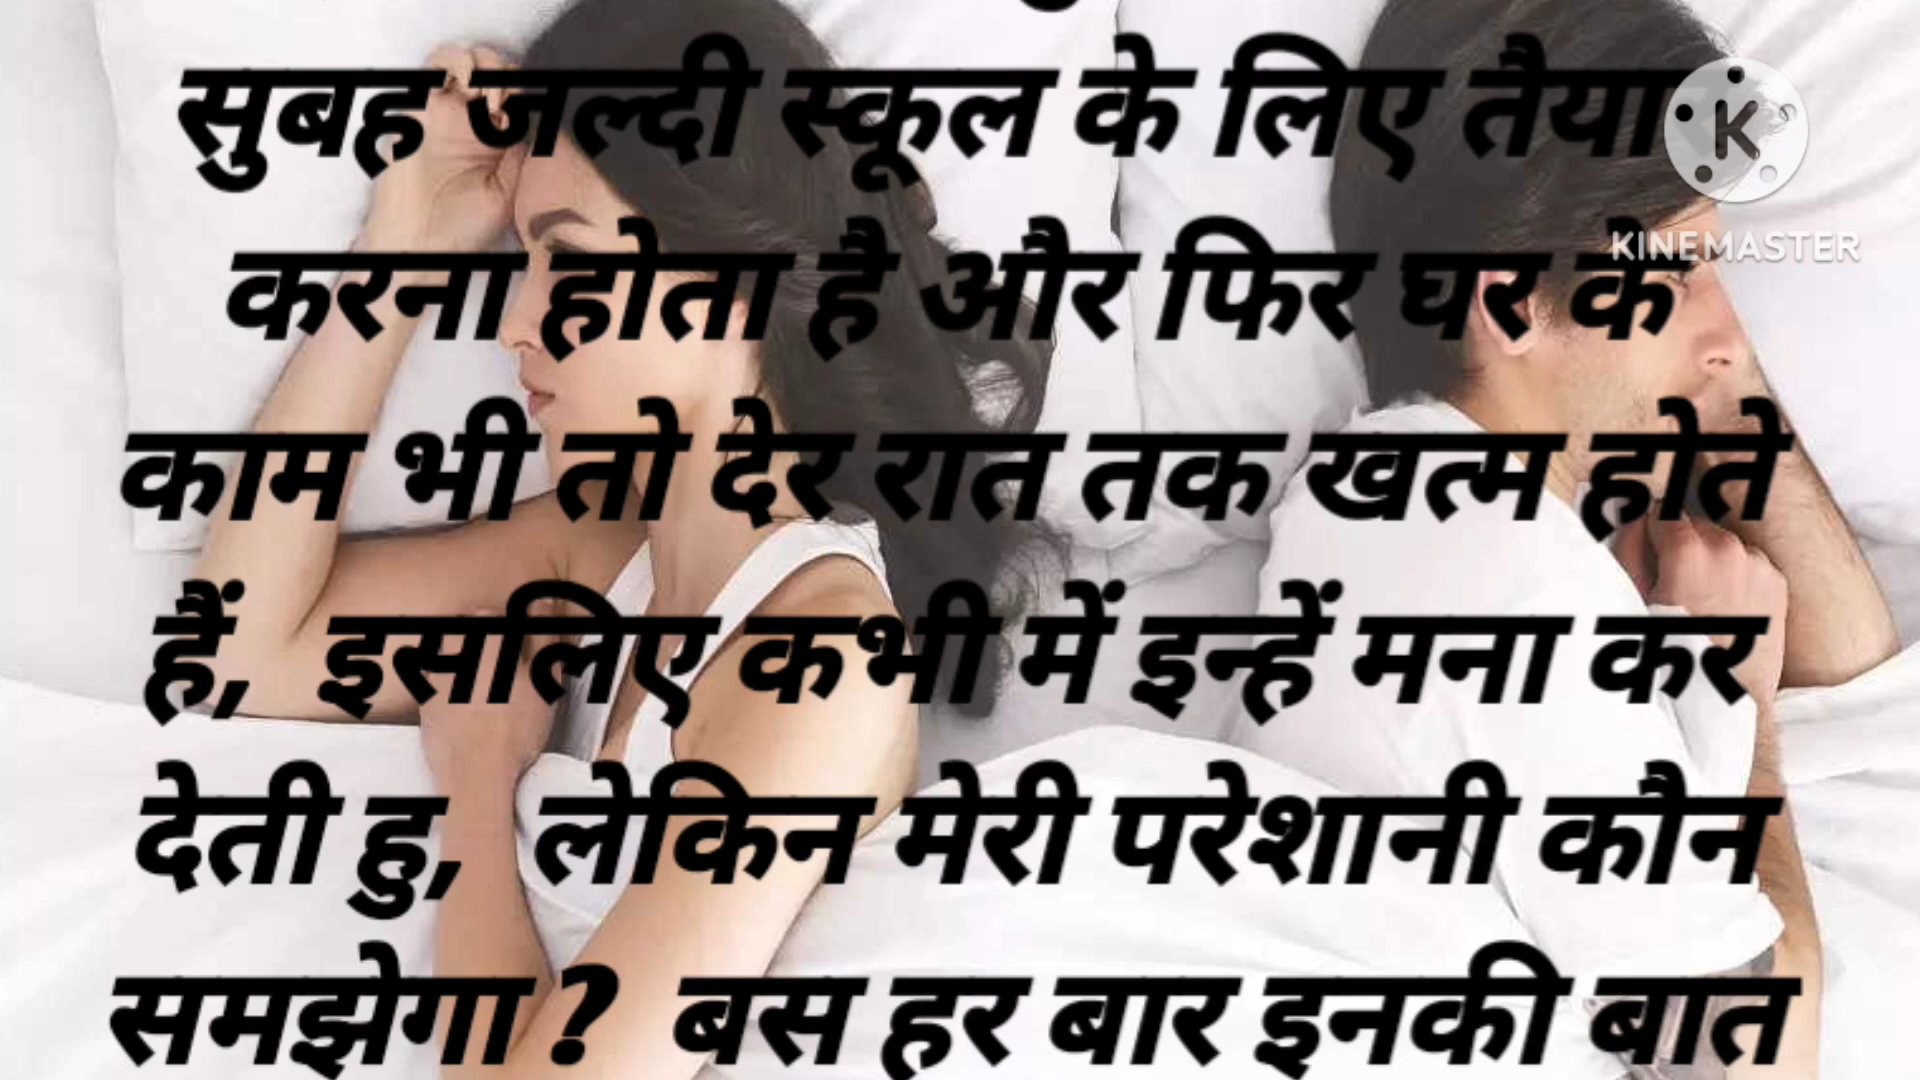 सुबह जल्दी स्कूल के लिए तैयार
करना होता है और फिर घर के
काम भी तो देर रात तक खत्म होते
हैं, इसलिए कभी में इन्हें मना कर
देती हु, लेकिन मेरी परेशानी कौन
समझेगा ? बस हर बार इनकी बात
K
KINEMASTER